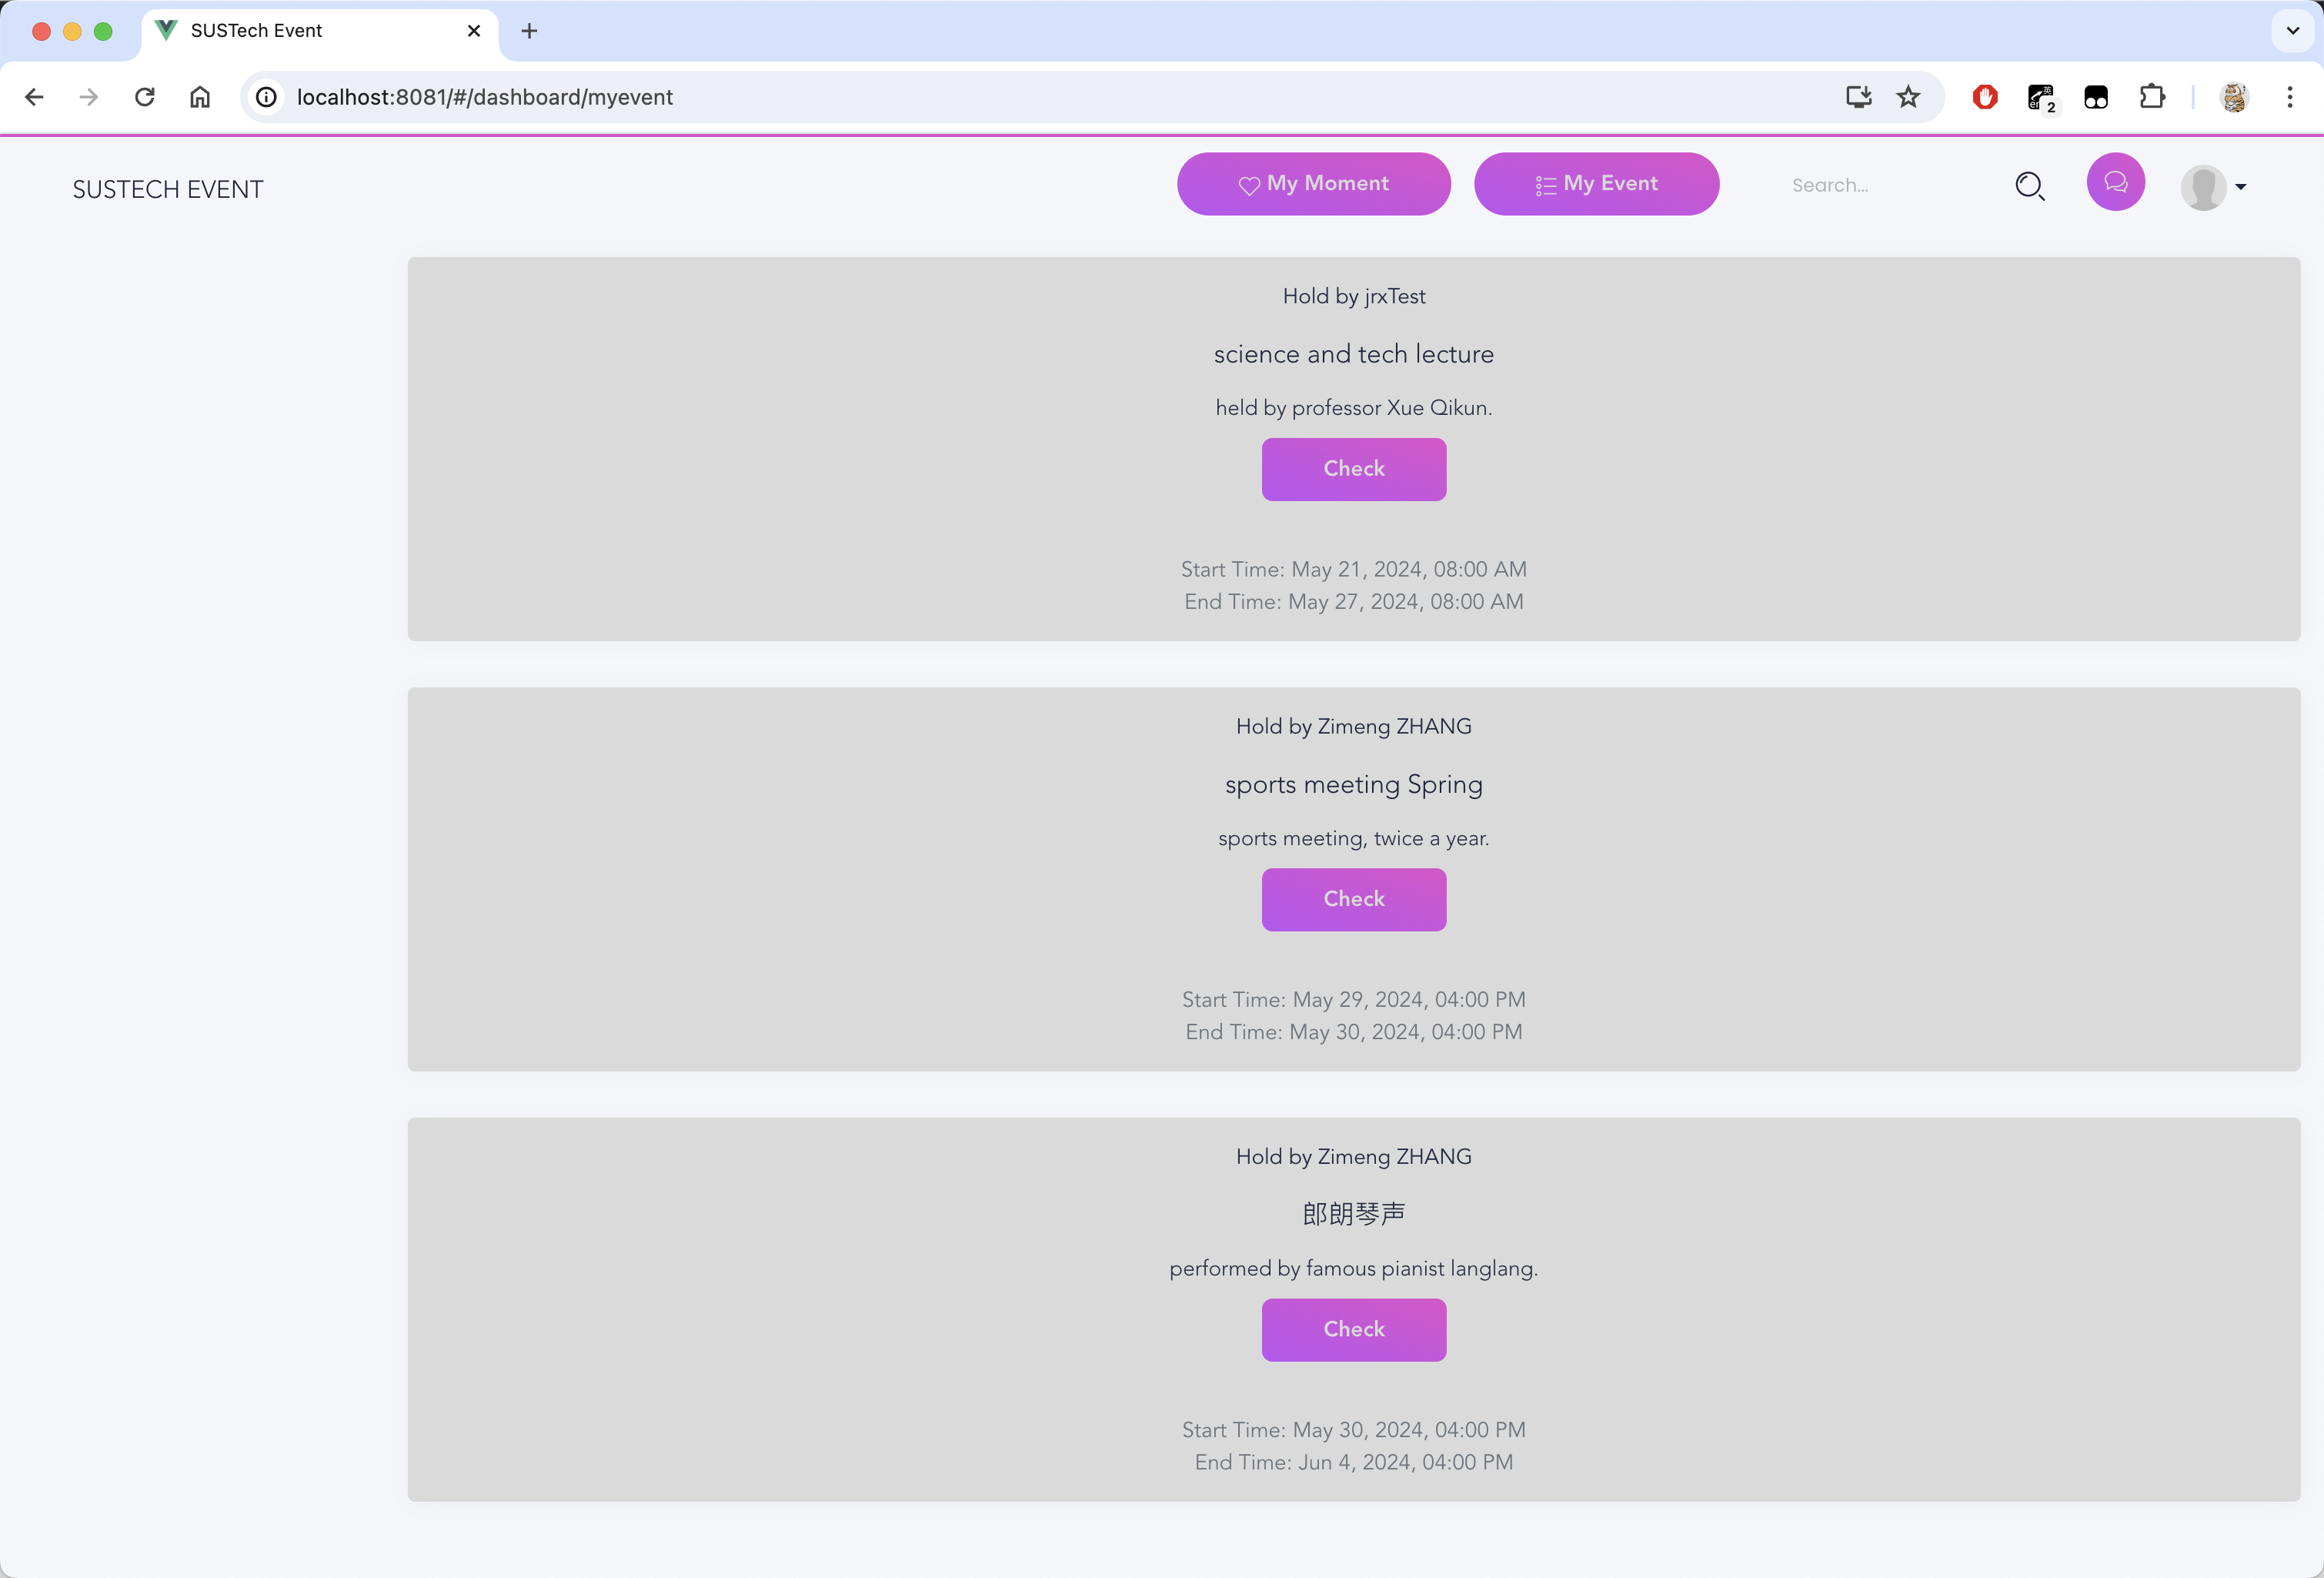 SUSTech Event
localhost:8081/#/dashboard/myevent
2
SUSTECH EVENT
My Moment
My Event
Search...
Hold by jrxTest
science and tech lecture
held by professor Xue Qikun.
Check
Start Time: May 21, 2024, 08:00 AM
End Time: May 27, 2024, 08:00 AM
Hold by Zimeng ZHANG
sports meeting Spring
sports meeting, twice a year.
Check
Start Time: May 29, 2024, 04:00 PM
End Time: May 30, 2024, 04:00 PM
Hold by Zimeng ZHANG
郎朗琴声
performed by famous pianist langlang.
Check
Start Time: May 30, 2024, 04:00 PM
End Time: Jun 4, 2024, 04:00 PM